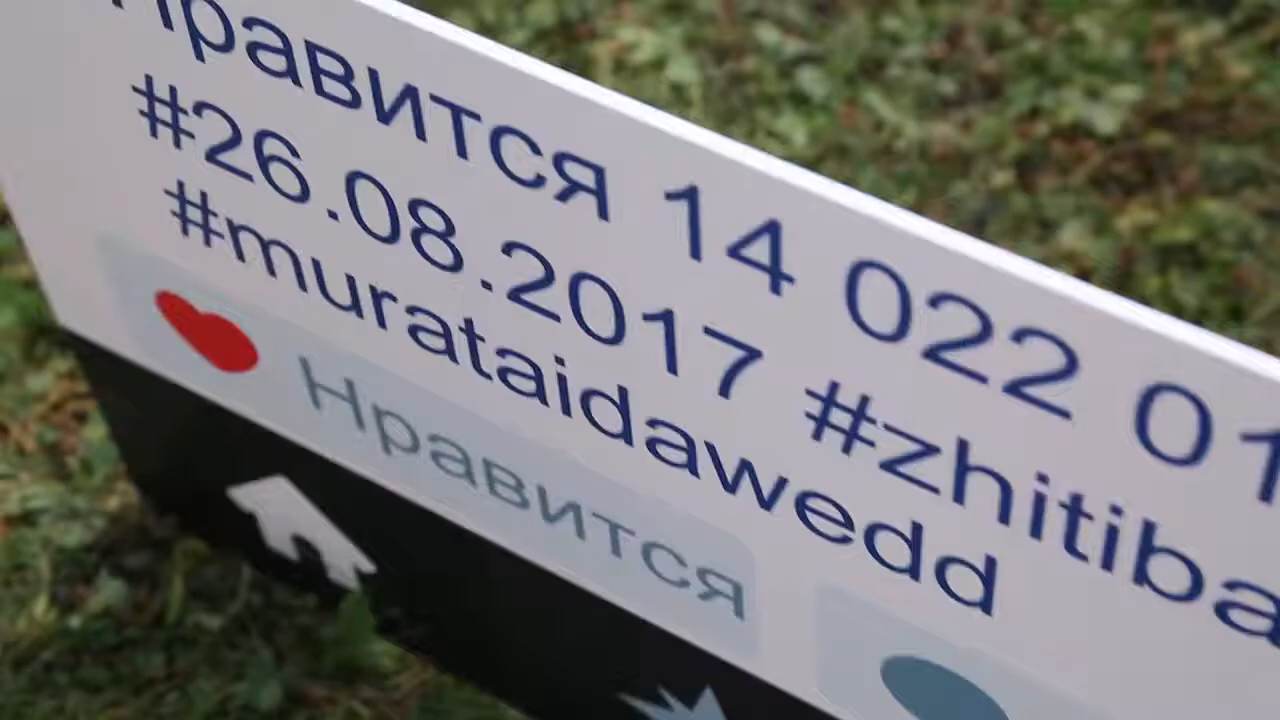 Нравится 14 022 01
#26.08.2017 #zhitiba
#murataidawedd
Нравится